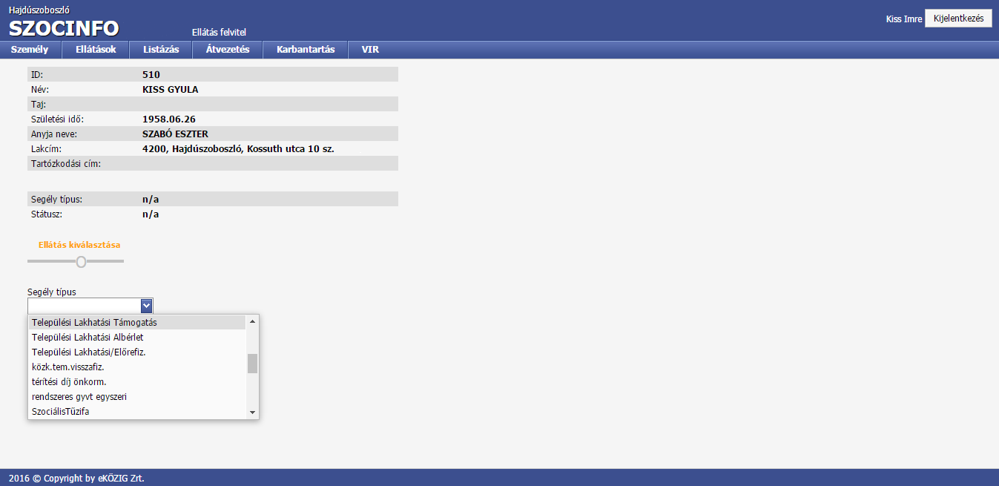 Hajdúszoboszló
SZOCINFO
Ellátás felvitel
Kiss Imre Kijelentkezés
Személy Ellátások Listázás Átvezetés Karbantartás VIR
ID: 510
Név: KISS GYULA
Taj:
Születési idő: 1958.06.26
Anyja neve: SZABÓ ESZTER
Lakcím: 4200, Hajdúszoboszló, Kossuth utca 10 sz.
Tartózkodási cím:
Segély típus: n/a
Státusz: n/a
Ellátás kiválasztása
Segély típus
Települési Lakhatási Támogatás
Települési Lakhatási Albérlet
Települési Lakhatási/Előrefiz.
közk.tem.visszafiz.
térítési díj önkorm.
rendszeres gyvt egyszeri
SzociálisTűzifa
2016 © Copyright by eKÖZIG Zrt.